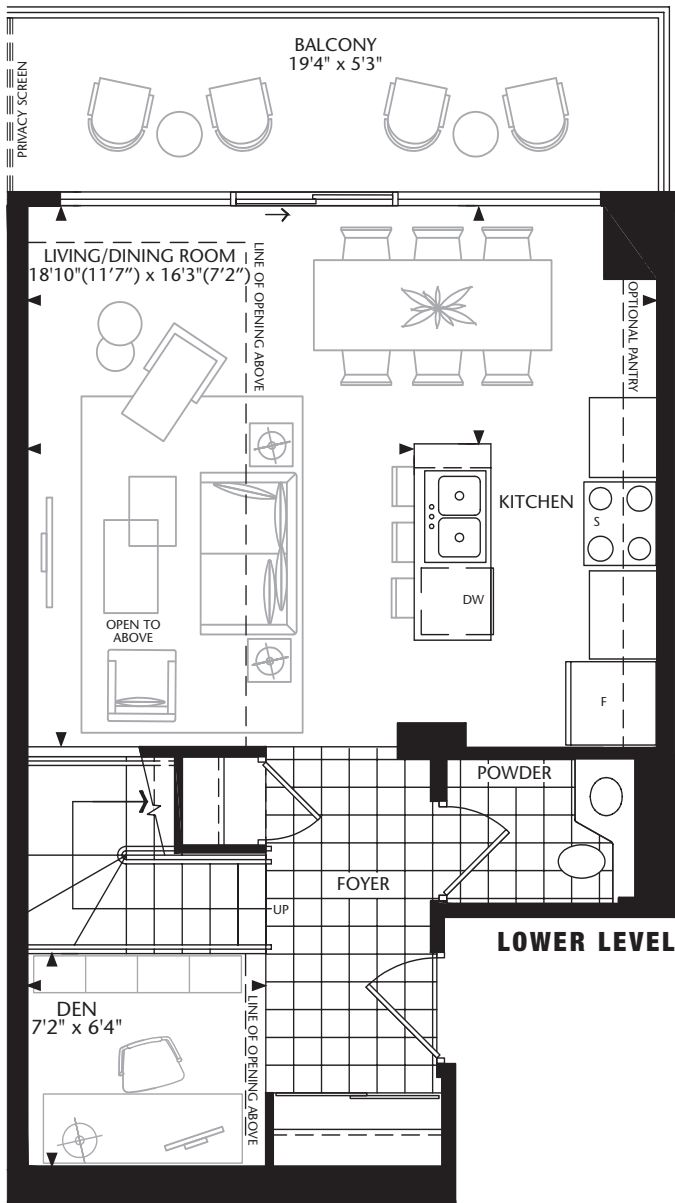 BALCONY
19'4" x 5'3"
PRIVACY SCREEN
LIVING/DINING ROOM
18'10"(11'7") x 16'3"(7'2")
LINE OF OPENING ABOVE
OPTIONAL PANTRY
KITCHEN
S
DW
OPEN TO
ABOVE
F
POWDER
FOYER
UP
LOWER LEVEL
DEN
7'2" x 6'4"
LINE OF OPENING ABOVE